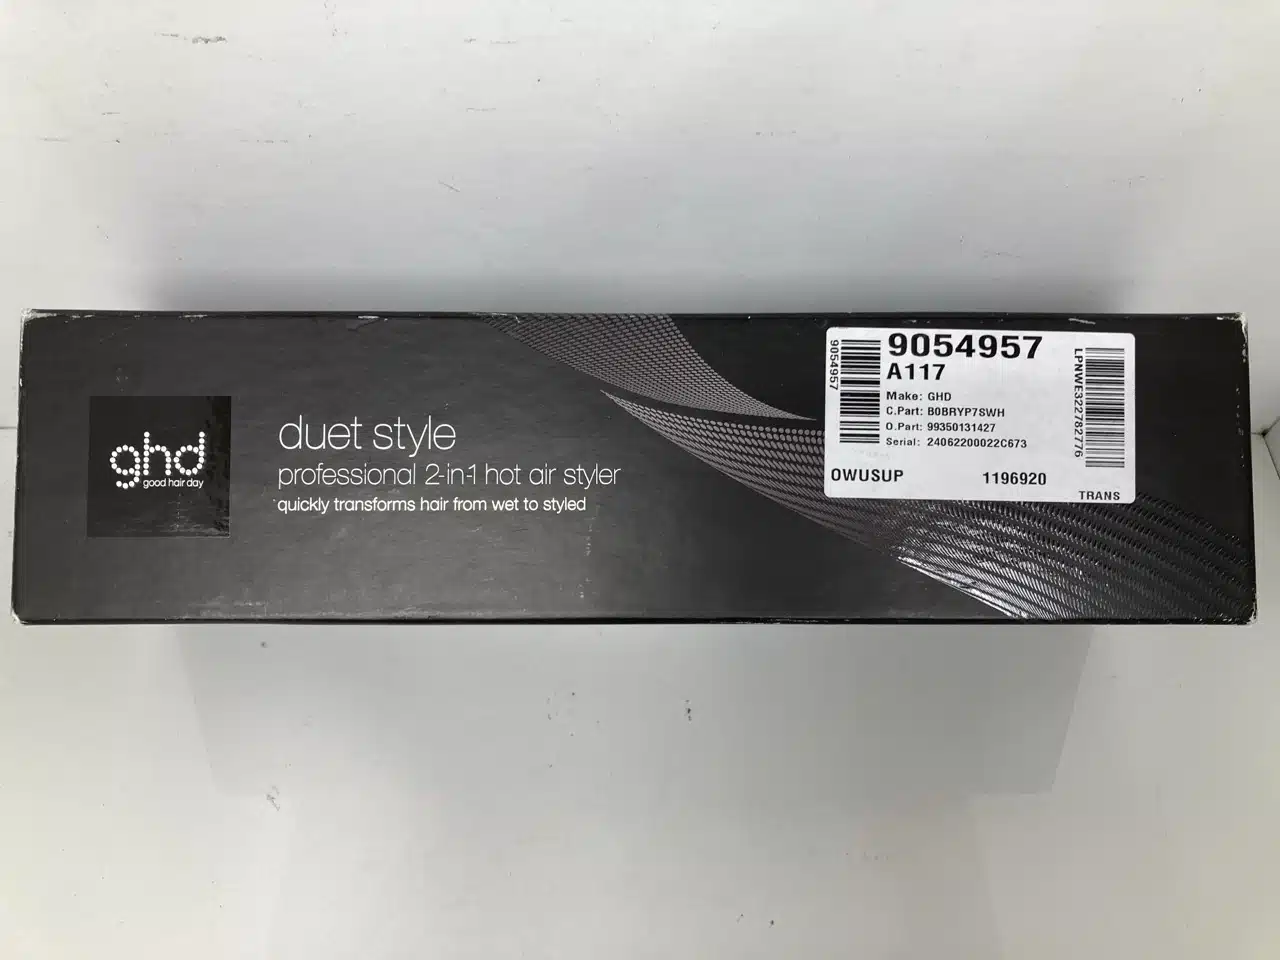 ghd
good hair day
duet style
professional 2-in-1 hot air styler
quickly transforms hair from wet to styled
9054957
9054957
A117
Make: GHD
C.Part: B0BRYP7SWH
O.Part: 99350131427
Serial: 24062200022C673
OWUSUP 1196920
TRANS
LPNWE322782776